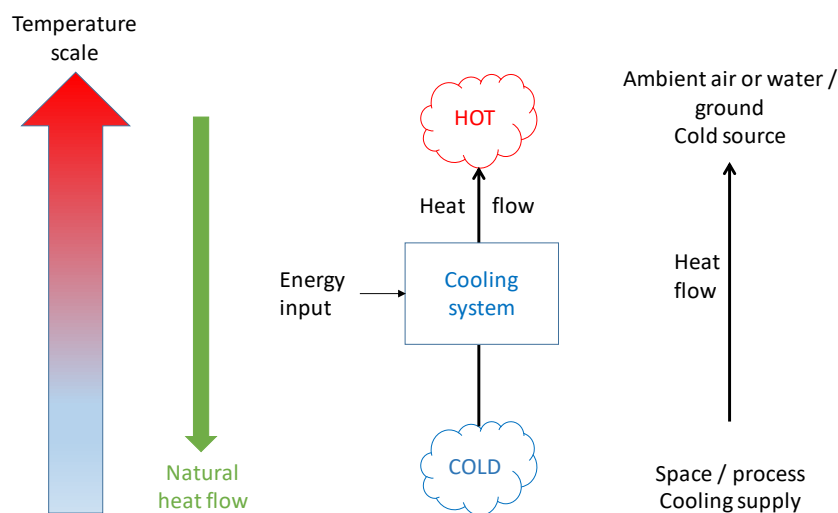 Temperature
scale
Natural
heat flow
HOT
Heat flow
Energy
input
Cooling
system
COLD
Ambient air or water /
ground
Cold source
Heat
flow
Space / process
Cooling supply